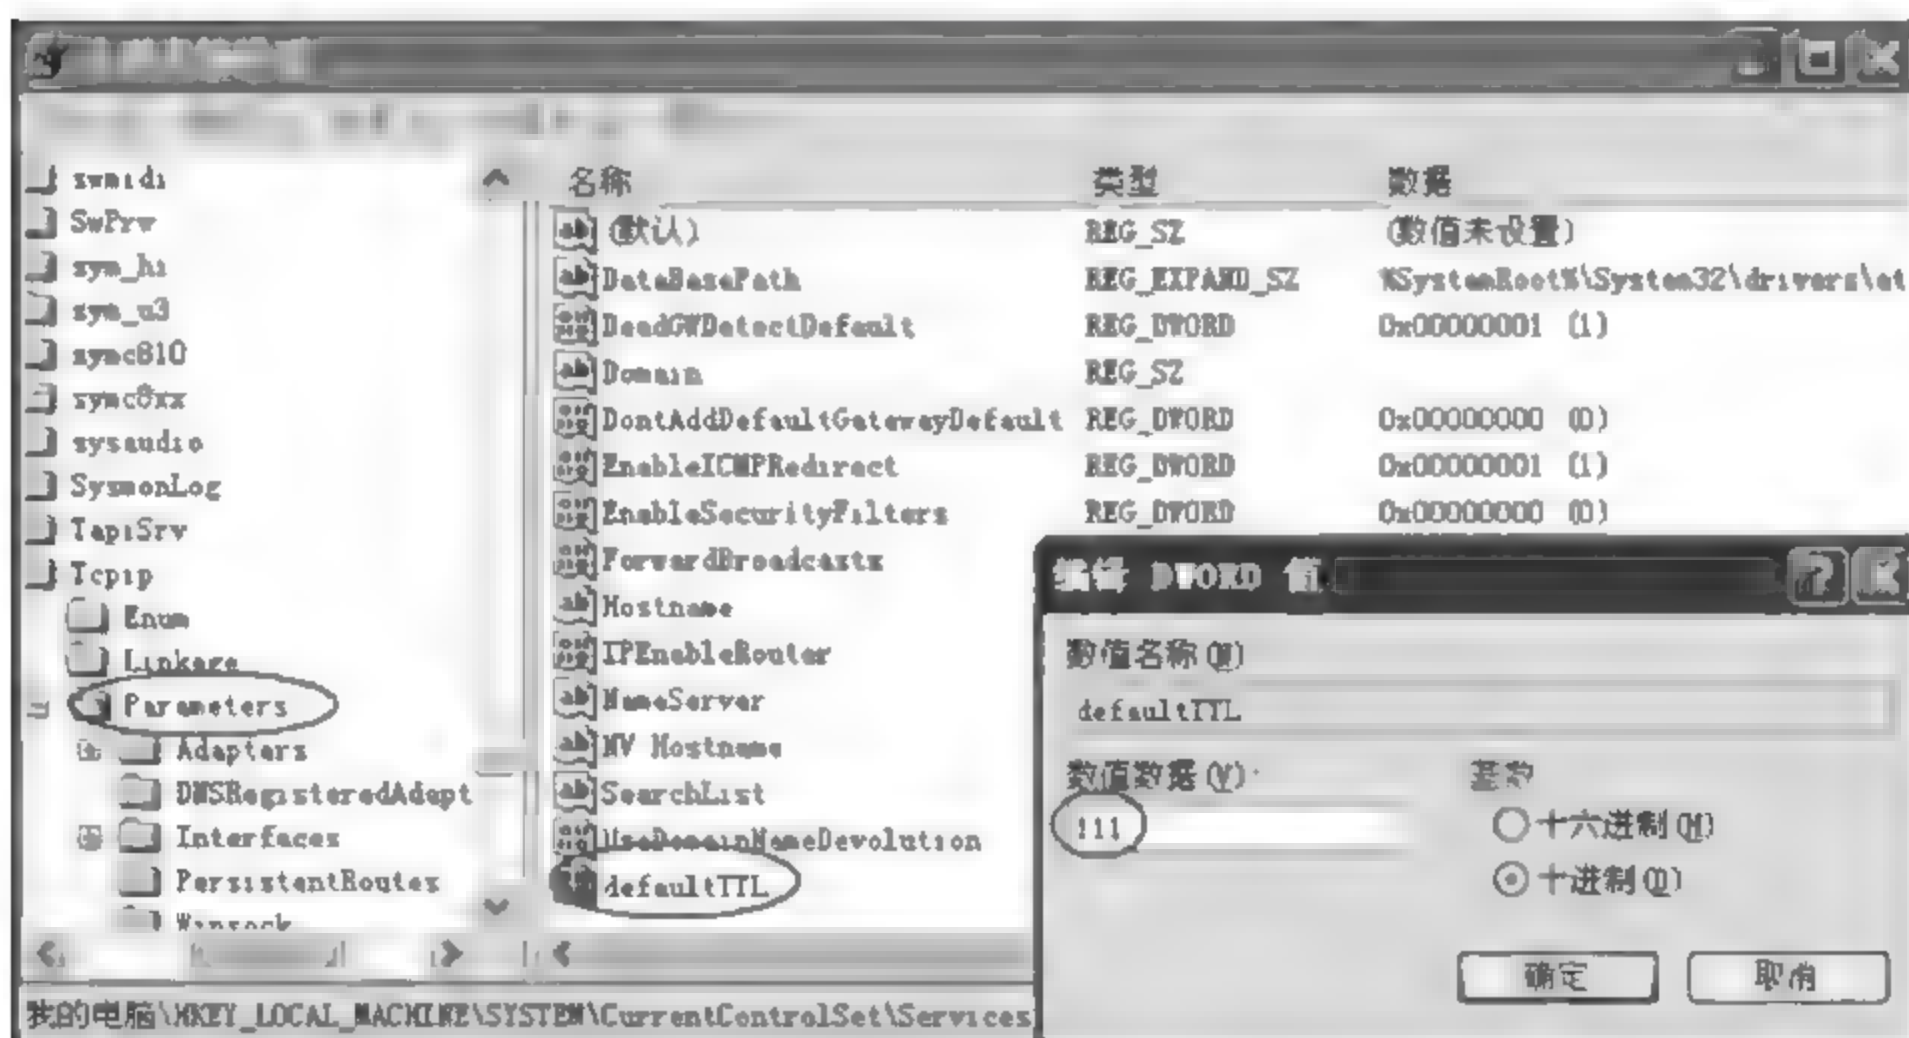 swmidi
SwPrv
sym_hi
sym_u3
symc810
symc8xx
sysaudio
SysmonLog
TapiSrv
Tcpip
Enum
Linkage
Parameters
Adapters
DNSRegisteredAdapt
Interfaces
PersistentRoutes
Winsock
名称 类型 数据
(默认) REG_SZ (数值未设置)
DataBasePath REG_EXPAND_SZ %SystemRoot%\System32\drivers\et
DeadGWDetectDefault REG_DWORD 0x00000001 (1)
Domain REG_SZ
DontAddDefaultGatewayDefault REG_DWORD 0x00000000 (0)
EnableICMPRedirect REG_DWORD 0x00000001 (1)
EnableSecurityFilters REG_DWORD 0x00000000 (0)
ForwardBroadcasts
Hostname
IPEnableRouter
NameServer
NV Hostname
SearchList
UseDomainNameDevolution
defaultTTL
编辑 DWORD 值
数值名称(N)
defaultTTL
数值数据(V): 基数
111 十六进制(H)
十进制(D)
确定 取消
我的电脑\HKEY_LOCAL_MACHINE\SYSTEM\CurrentControlSet\Services